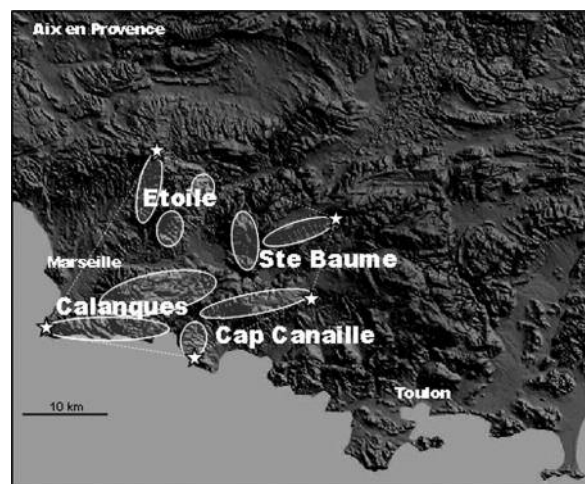 Aix en Provence
Etoile
Marseille
Ste Baume
Calanques
Cap Canaille
Toulon
10 km